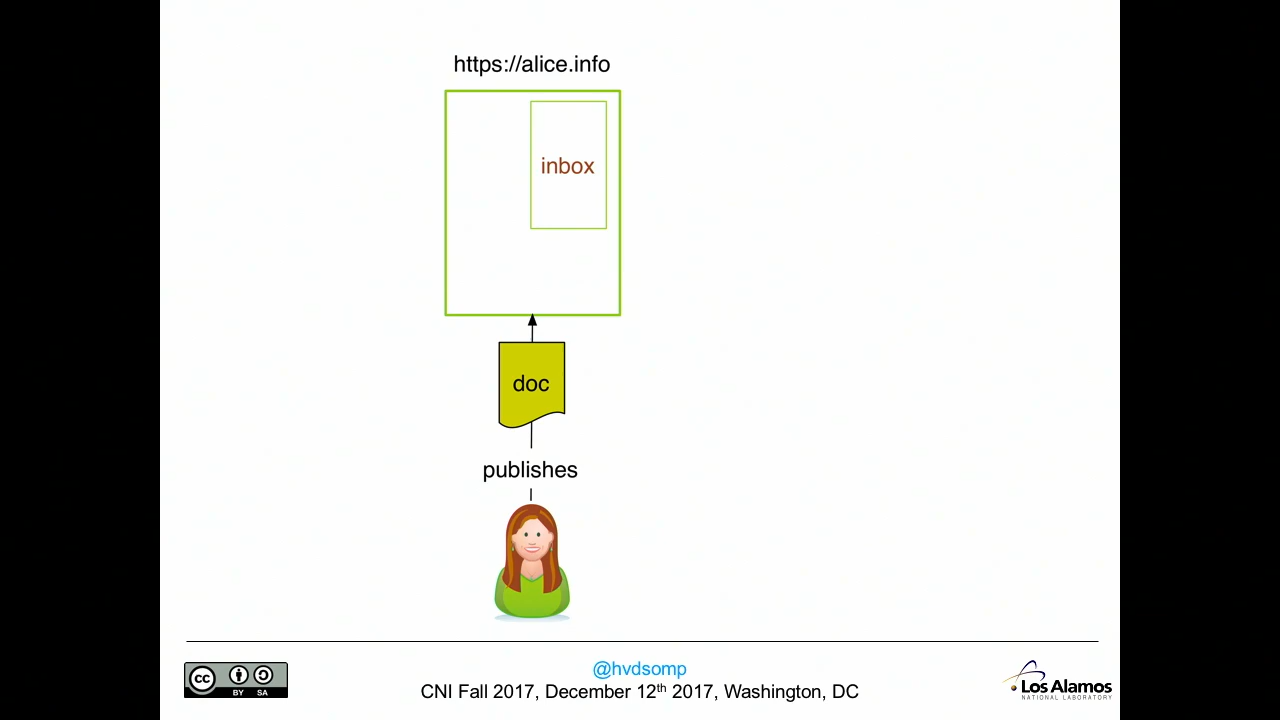 https://alice.info
inbox
doc
publishes
@hvdsomp
CNI Fall 2017, December 12th 2017, Washington, DC
cc
BY SA
Los Alamos
NATIONAL LABORATORY